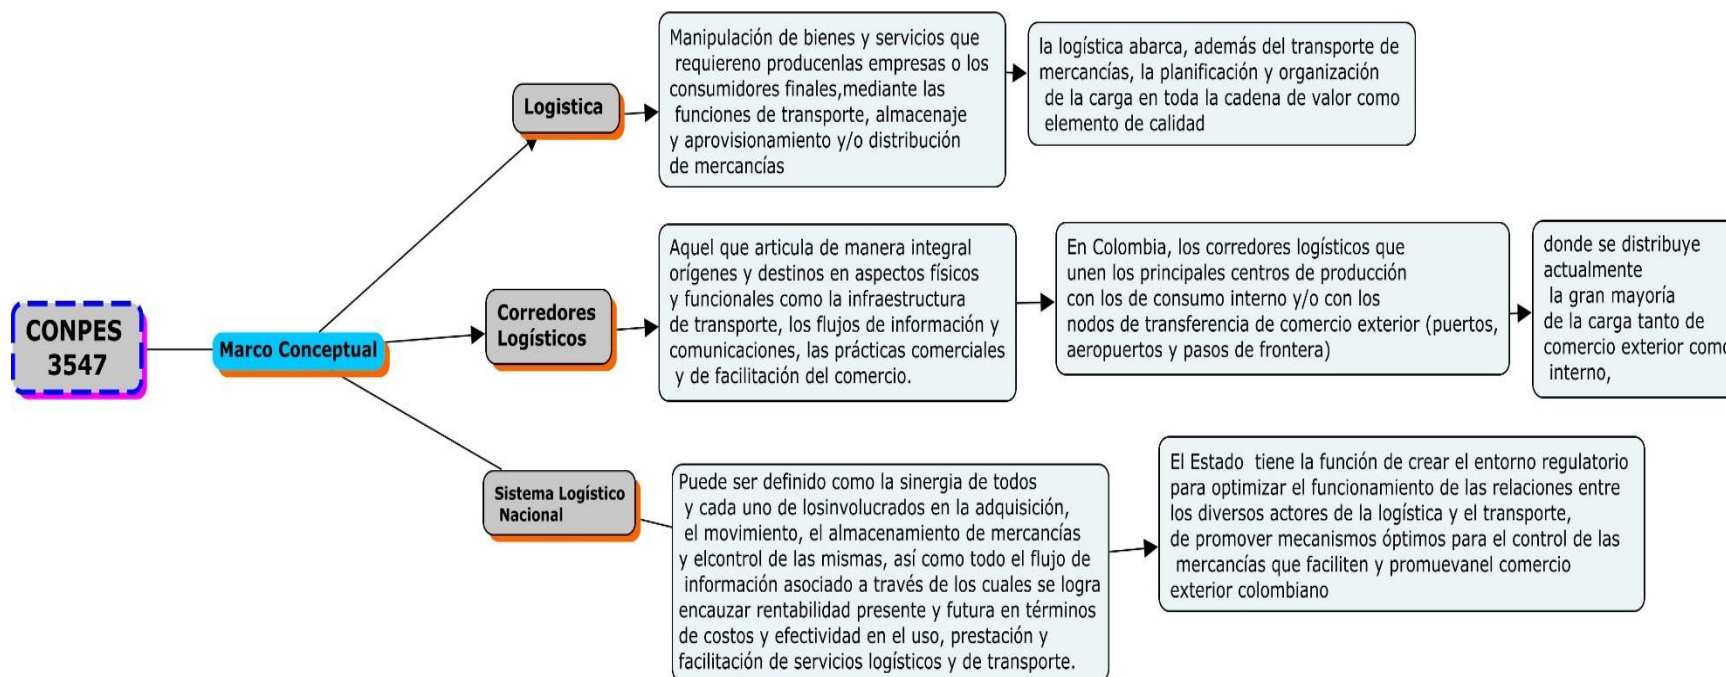 CONPES
3547
Marco Conceptual
Logistica
Manipulación de bienes y servicios que
requiereno producenlas empresas o los
consumidores finales,mediante las
funciones de transporte, almacenaje
y aprovisionamiento y/o distribución
de mercancías
la logística abarca, además del transporte de
mercancías, la planificación y organización
de la carga en toda la cadena de valor como
elemento de calidad
Corredores
Logísticos
Aquel que articula de manera integral
orígenes y destinos en aspectos físicos
y funcionales como la infraestructura
de transporte, los flujos de información y
comunicaciones, las prácticas comerciales
y de facilitación del comercio.
En Colombia, los corredores logísticos que
unen los principales centros de producción
con los de consumo interno y/o con los
nodos de transferencia de comercio exterior (puertos,
aeropuertos y pasos de frontera)
donde se distribuye
actualmente
la gran mayoría
de la carga tanto de
comercio exterior como
interno,
Sistema Logístico
Nacional
Puede ser definido como la sinergia de todos
y cada uno de losinvolucrados en la adquisición,
el movimiento, el almacenamiento de mercancías
y elcontrol de las mismas, así como todo el flujo de
información asociado a través de los cuales se logra
encauzar rentabilidad presente y futura en términos
de costos y efectividad en el uso, prestación y
facilitación de servicios logísticos y de transporte.
El Estado  tiene la función de crear el entorno regulatorio
para optimizar el funcionamiento de las relaciones entre
los diversos actores de la logística y el transporte,
de promover mecanismos óptimos para el control de las
mercancías que faciliten y promuevanel comercio
exterior colombiano